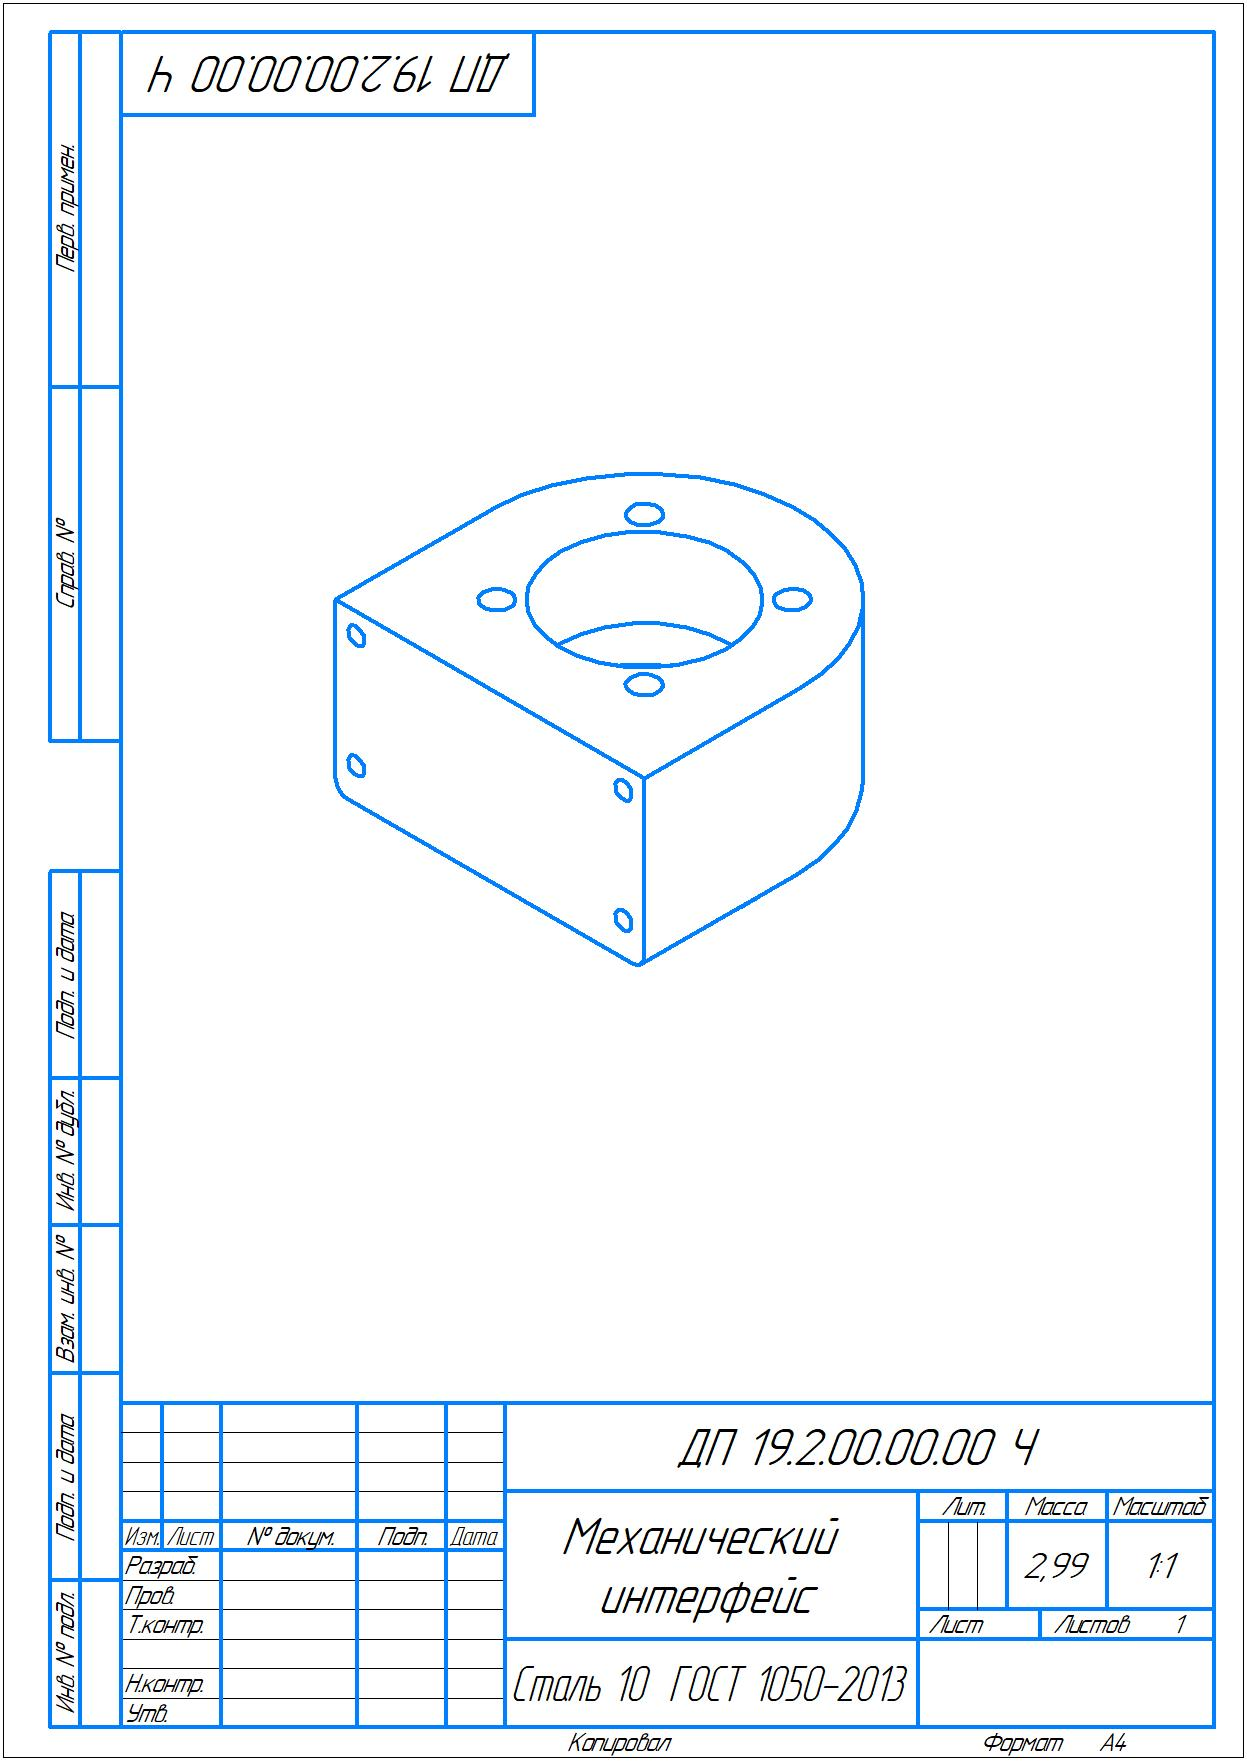 ДП 19.2.00.00.00 Ч
Перв. примен.
Справ. №
Подп. и дата
Инв. № дубл.
Взам. инв. №
Подп. и дата
Инв. № подл.
ДП 19.2.00.00.00 Ч
Изм. Лист № докум. Подп. Дата
Разраб.
Пров.
Т.контр.
Н.контр.
Утв.
Механический
интерфейс
Лит. Масса Масштаб
2,99 1:1
Лист Листов 1
Сталь 10 ГОСТ 1050-2013
Копировал Формат А4